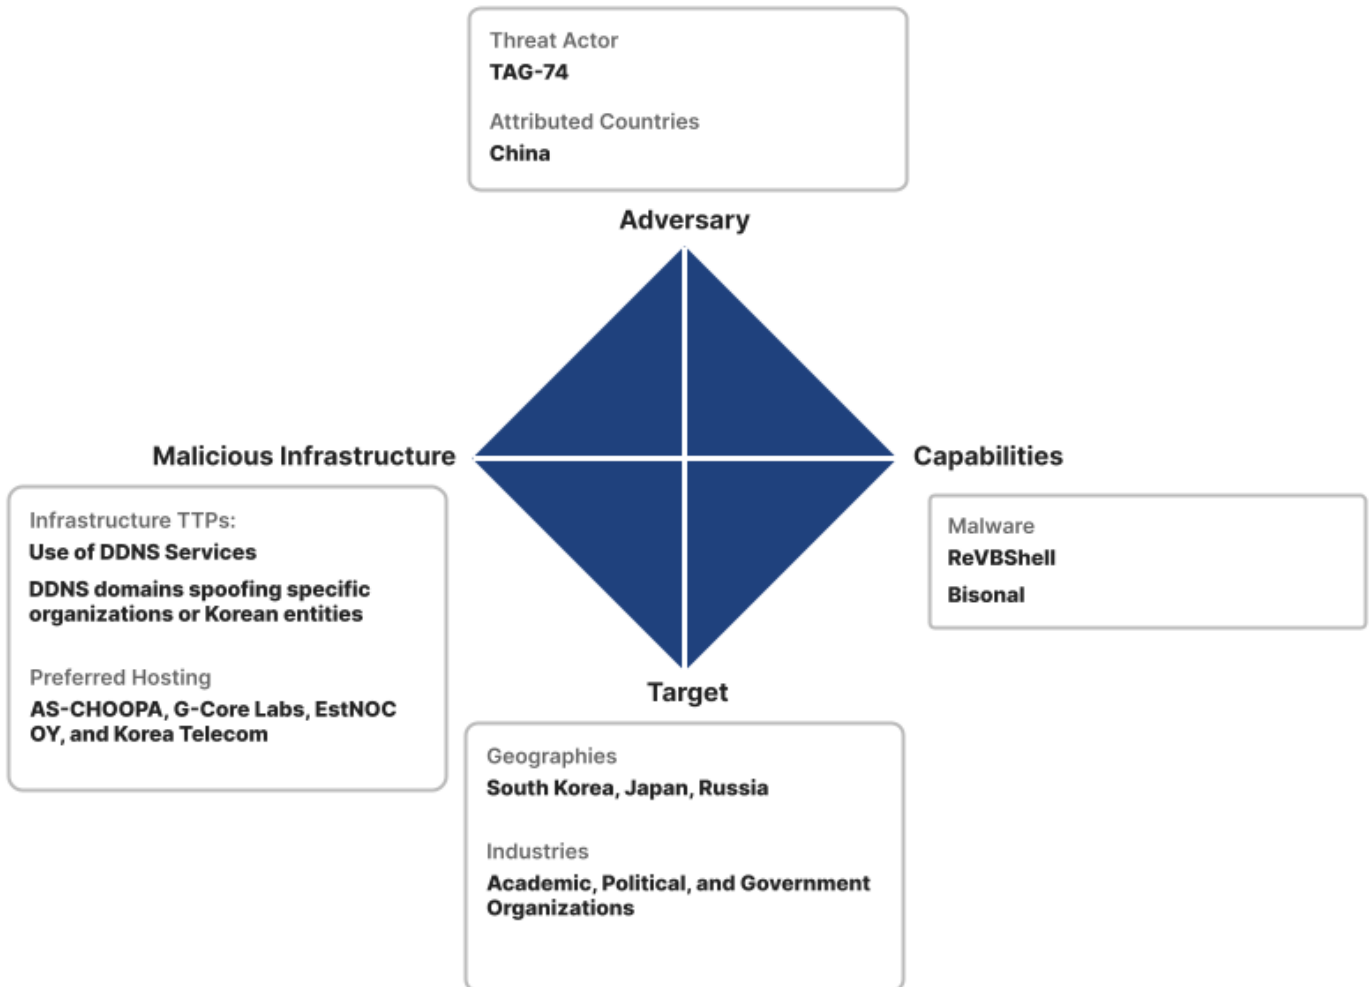 Threat Actor
TAG-74
Attributed Countries
China
Adversary
Malicious Infrastructure
Capabilities
Infrastructure TTPs:
Use of DDNS Services
DDNS domains spoofing specific
organizations or Korean entities
Preferred Hosting
AS-CHOOPA, G-Core Labs, EstNOC
OY, and Korea Telecom
Malware
ReVBShell
Bisonal
Target
Geographies
South Korea, Japan, Russia
Industries
Academic, Political, and Government
Organizations